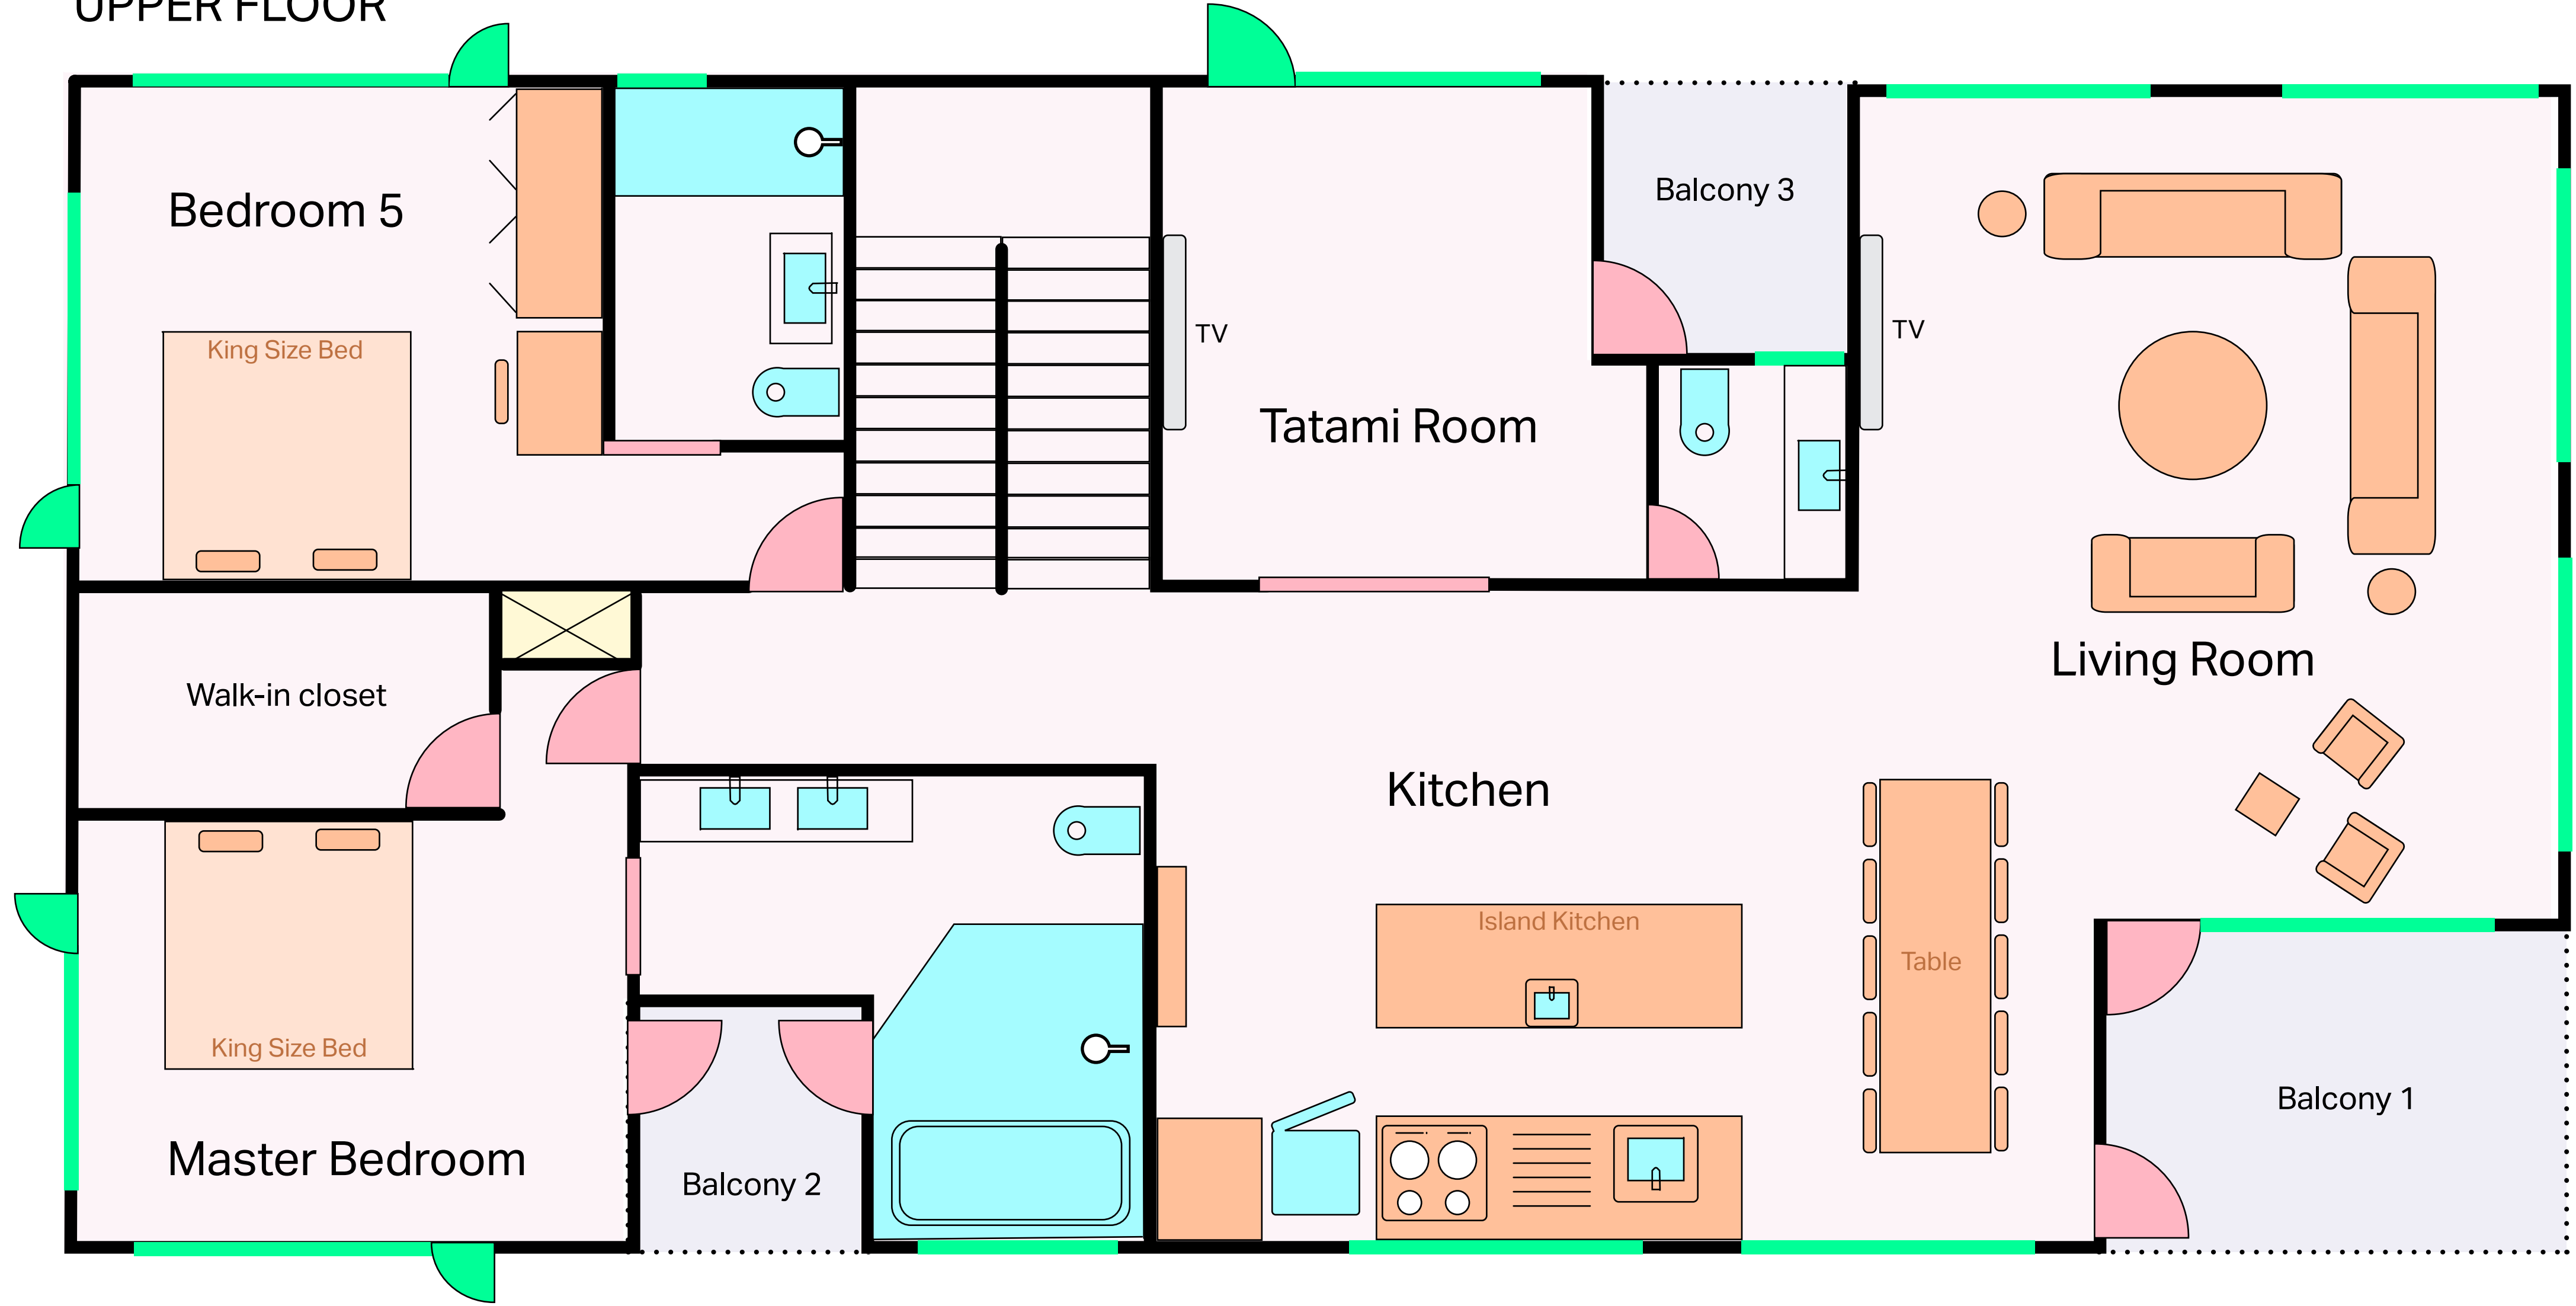 UPPER FLOOR
Bedroom 5
King Size Bed
TV
Tatami Room
Balcony 3
TV
Living Room
Walk-in closet
Kitchen
Island Kitchen
Table
King Size Bed
Master Bedroom
Balcony 2
Balcony 1